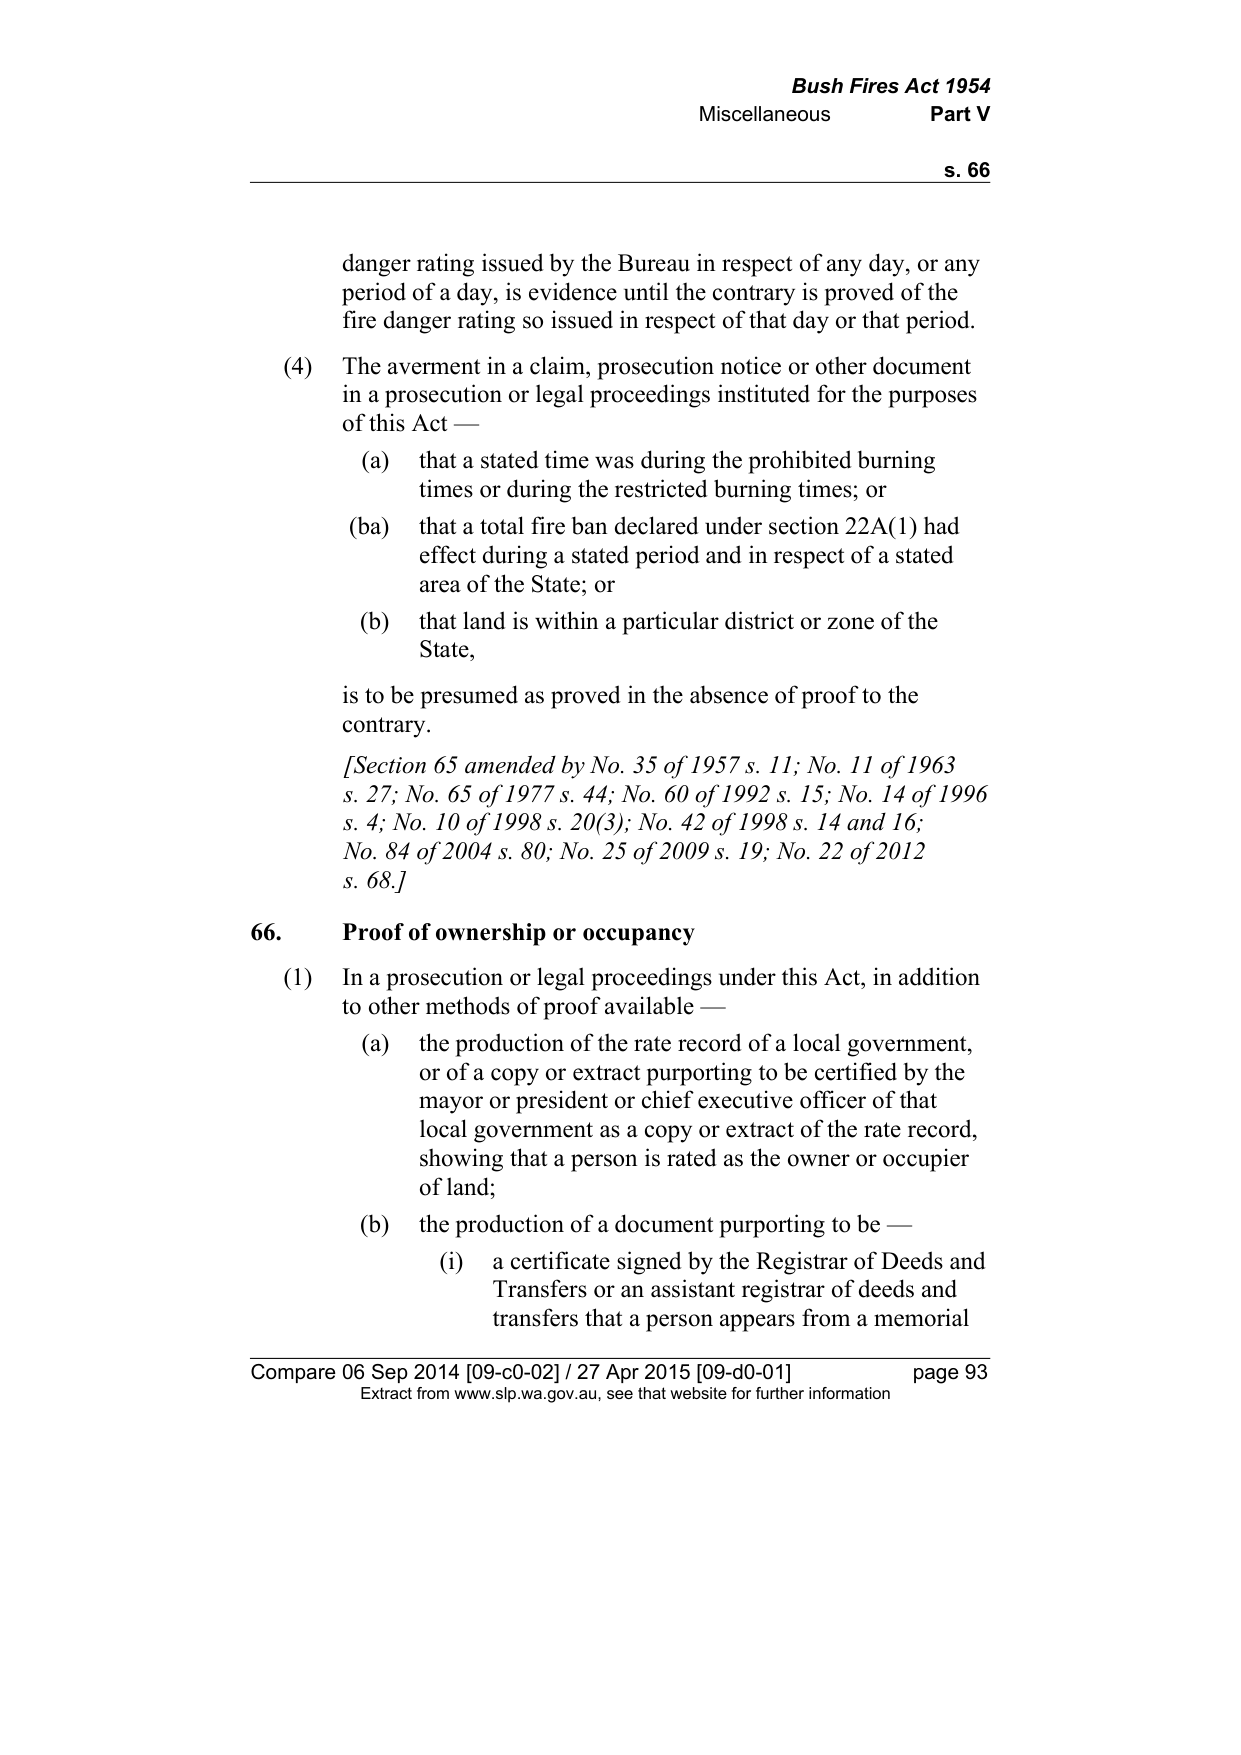 Bush Fires Act 1954
Miscellaneous Part V
s. 66
danger rating issued by the Bureau in respect of any day, or any
period of a day, is evidence until the contrary is proved of the
fire danger rating so issued in respect of that day or that period.
(4) The averment in a claim, prosecution notice or other document
in a prosecution or legal proceedings instituted for the purposes
of this Act —
(a) that a stated time was during the prohibited burning
times or during the restricted burning times; or
(ba) that a total fire ban declared under section 22A(1) had
effect during a stated period and in respect of a stated
area of the State; or
(b) that land is within a particular district or zone of the
State,
is to be presumed as proved in the absence of proof to the
contrary.
[Section 65 amended by No. 35 of 1957 s. 11; No. 11 of 1963
s. 27; No. 65 of 1977 s. 44; No. 60 of 1992 s. 15; No. 14 of 1996
s. 4; No. 10 of 1998 s. 20(3); No. 42 of 1998 s. 14 and 16;
No. 84 of 2004 s. 80; No. 25 of 2009 s. 19; No. 22 of 2012
s. 68.]
66. Proof of ownership or occupancy
(1) In a prosecution or legal proceedings under this Act, in addition
to other methods of proof available —
(a) the production of the rate record of a local government,
or of a copy or extract purporting to be certified by the
mayor or president or chief executive officer of that
local government as a copy or extract of the rate record,
showing that a person is rated as the owner or occupier
of land;
(b) the production of a document purporting to be —
(i) a certificate signed by the Registrar of Deeds and
Transfers or an assistant registrar of deeds and
transfers that a person appears from a memorial
Compare 06 Sep 2014 [09-c0-02] / 27 Apr 2015 [09-d0-01] page 93
Extract from www.slp.wa.gov.au, see that website for further information